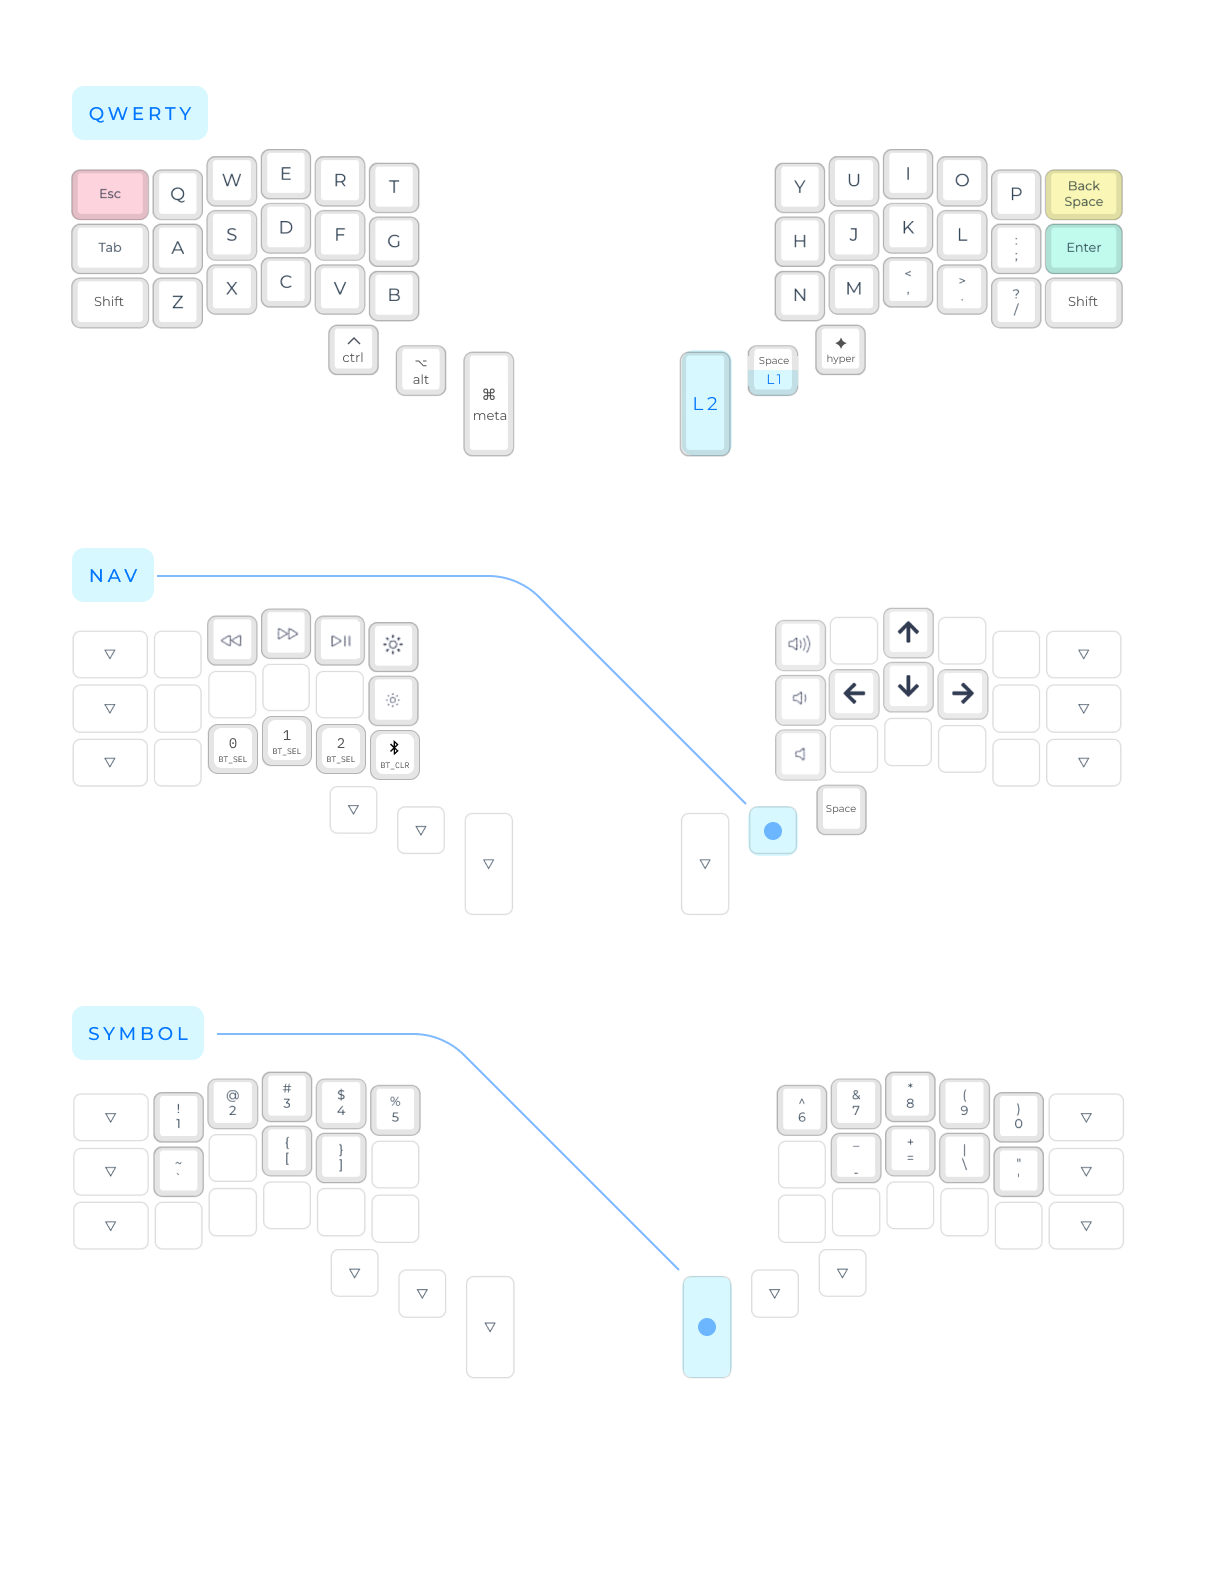 QWERTY
Esc Q W E R T Y U I O P Back Space
Tab A S D F G H J K L : ; Enter
Shift Z X C V B N M < , > . ? / Shift
ctrl alt ⌘ meta L2 Space L1 hyper
NAV
0 BT_SEL 1 BT_SEL 2 BT_SEL BT_CLR
Space
SYMBOL
! 1 @ 2 # 3 $ 4 % 5 ^ 6 & 7 * 8 ( 9 ) 0
~ ` { [ } ] _ - + = | \ " '